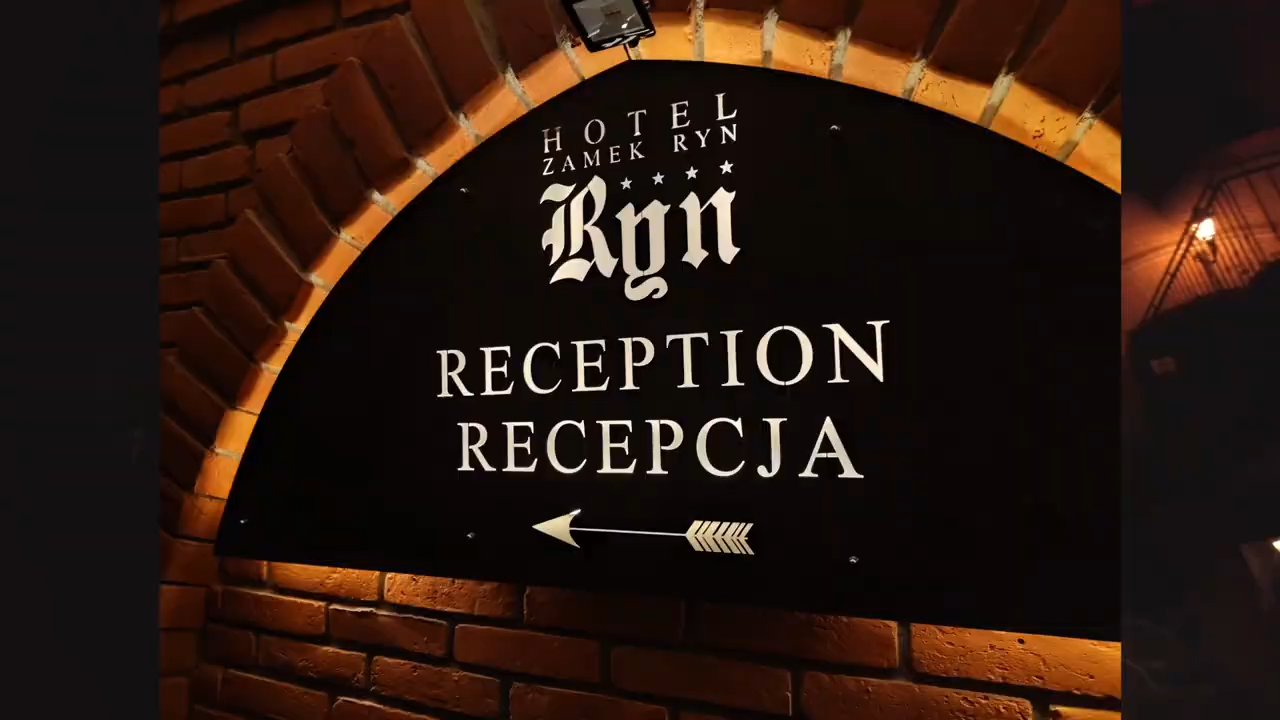 HOTEL
ZAMEK RYN
Ryn
RECEPTION
RECEPCJA